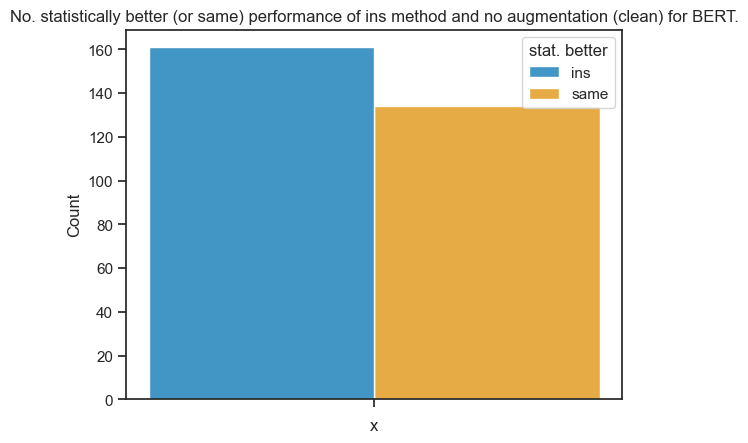 No. statistically better (or same) performance of ins method and no augmentation (clean) for BERT.
stat. better
ins
same
160
140
120
100
80
60
40
20
0
Count
x